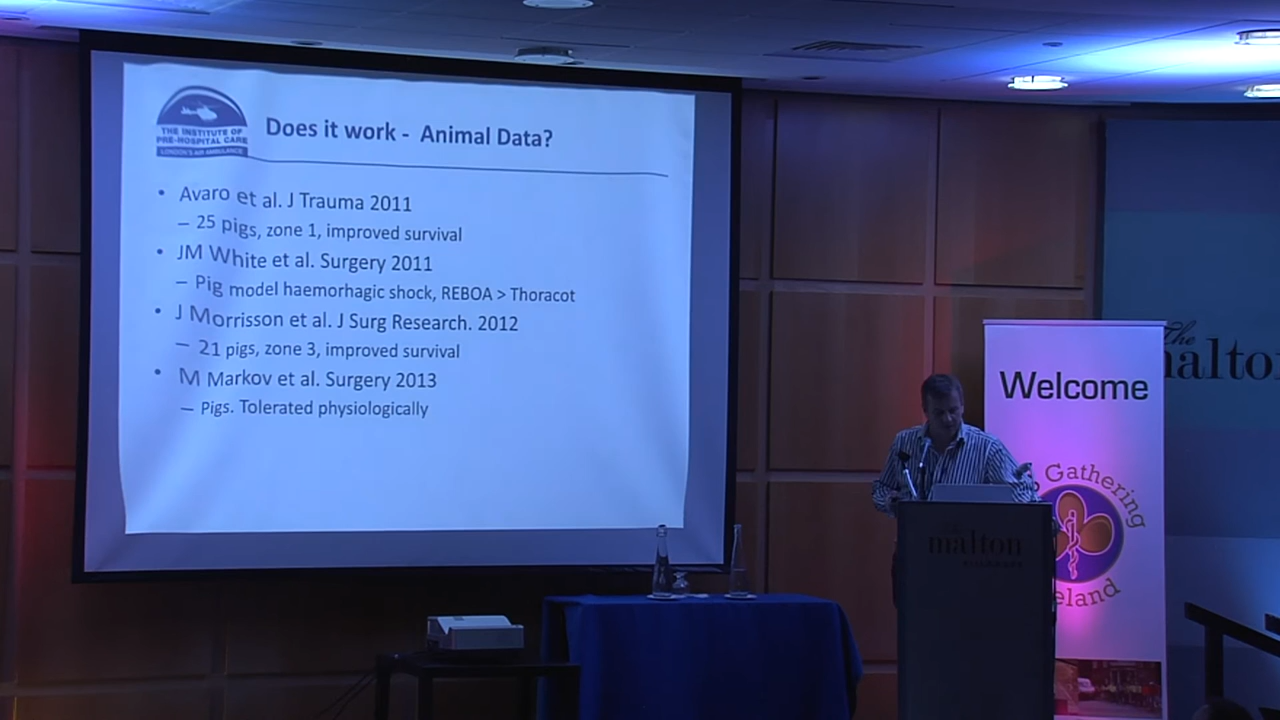 THE INSTITUTE OF
PRE-HOSPITAL CARE
LONDON'S AIR AMBULANCE
Does it work - Animal Data?
• Avaro et al. J Trauma 2011
– 25 pigs, zone 1, improved survival
• JM White et al. Surgery 2011
– Pig model haemorhagic shock, REBOA > Thoracot
• J Morrisson et al. J Surg Research. 2012
– 21 pigs, zone 3, improved survival
• M Markov et al. Surgery 2013
– Pigs. Tolerated physiologically
The
malto
Welcome
Gathering
eland
The
malton